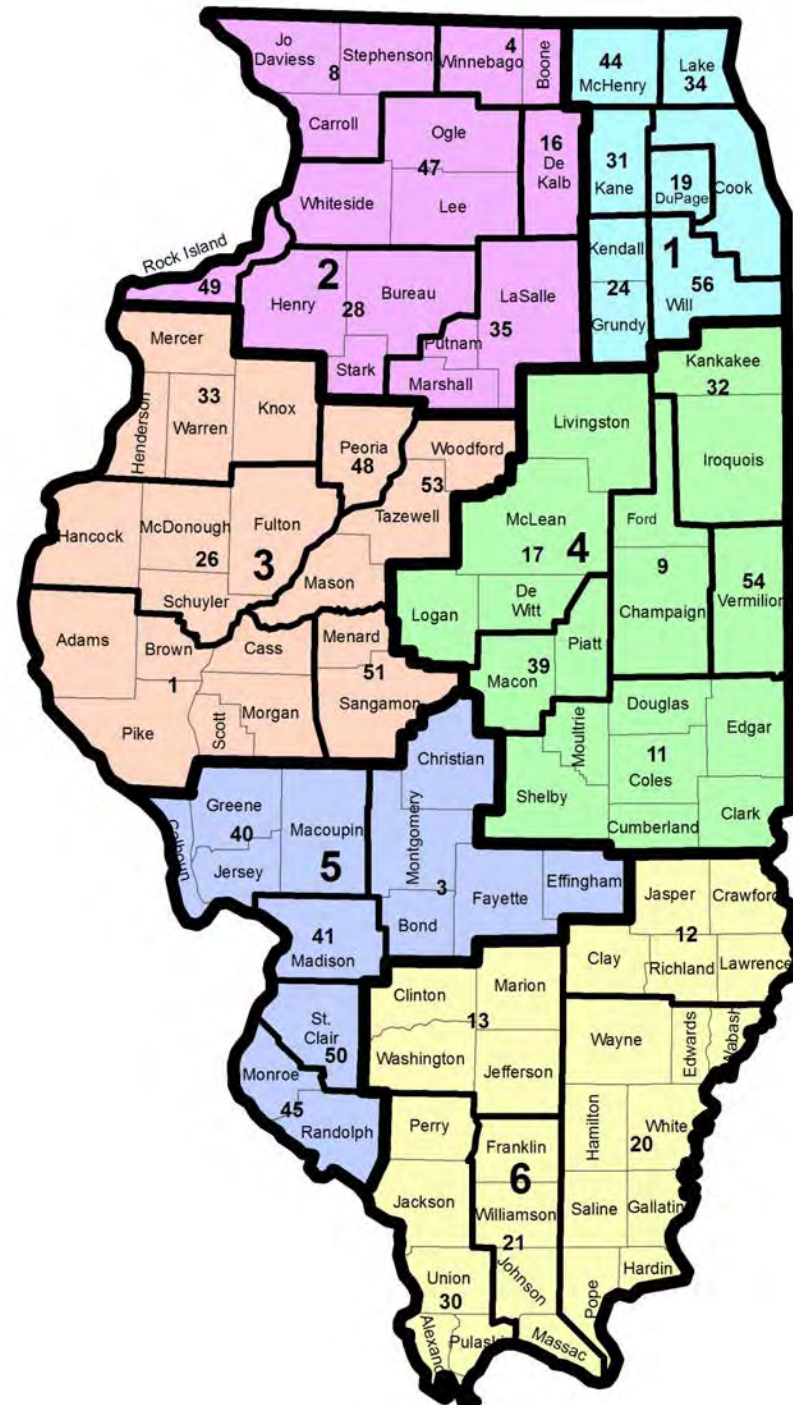 Jo
Daviess
8
Stephenson
4
Winnebago
Boone
44
McHenry
Lake
34
Carroll
Ogle
47
16
De
Kalb
31
Kane
19
DuPage
Cook
Whiteside
Lee
Rock Island
49
2
Henry
28
Bureau
LaSalle
35
Kendall
24
Grundy
1
56
Will
Putnam
Stark
Marshall
Mercer
33
Henderson
Warren
Knox
Peoria
48
Woodford
53
Tazewell
Livingston
Kankakee
32
Iroquois
Hancock
McDonough
26
Fulton
3
Mason
Schuyler
McLean
17
4
Ford
9
Champaign
54
Vermilion
Logan
De
Witt
Piatt
39
Macon
Adams
Brown
1
Cass
Menard
51
Sangamon
Pike
Scott
Morgan
Christian
Moultrie
Douglas
Edgar
11
Coles
Shelby
Cumberland
Clark
Calhoun
Greene
40
Jersey
Macoupin
5
Montgomery
3
Bond
Fayette
Effingham
Jasper
Crawford
12
Clay
Richland
Lawrence
41
Madison
Clinton
Marion
13
Washington
Jefferson
St.
Clair
50
Monroe
45
Randolph
Wayne
Edwards
Wabash
Perry
Franklin
6
Hamilton
White
20
Jackson
Williamson
21
Saline
Gallatin
Johnson
Pope
Hardin
Union
30
Pulaski
Massac